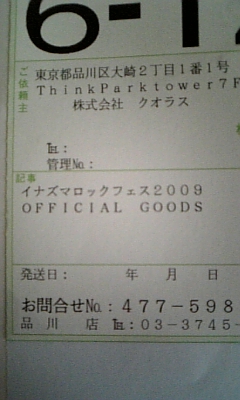 6-1
ご依頼主
東京都品川区大崎２丁目１番１号
ＴｈｉｎｋＰａｒｋｔｏｗｅｒ７Ｆ
株式会社　クオラス
℡：
管理№：
記事
イナズマロックフェス２００９
ＯＦＦＩＣＩＡＬ　ＧＯＯＤＳ
発送日：　　年　月　日
お問合せ№：４７７－５９８
品川　店　℡：０３－３７４５－